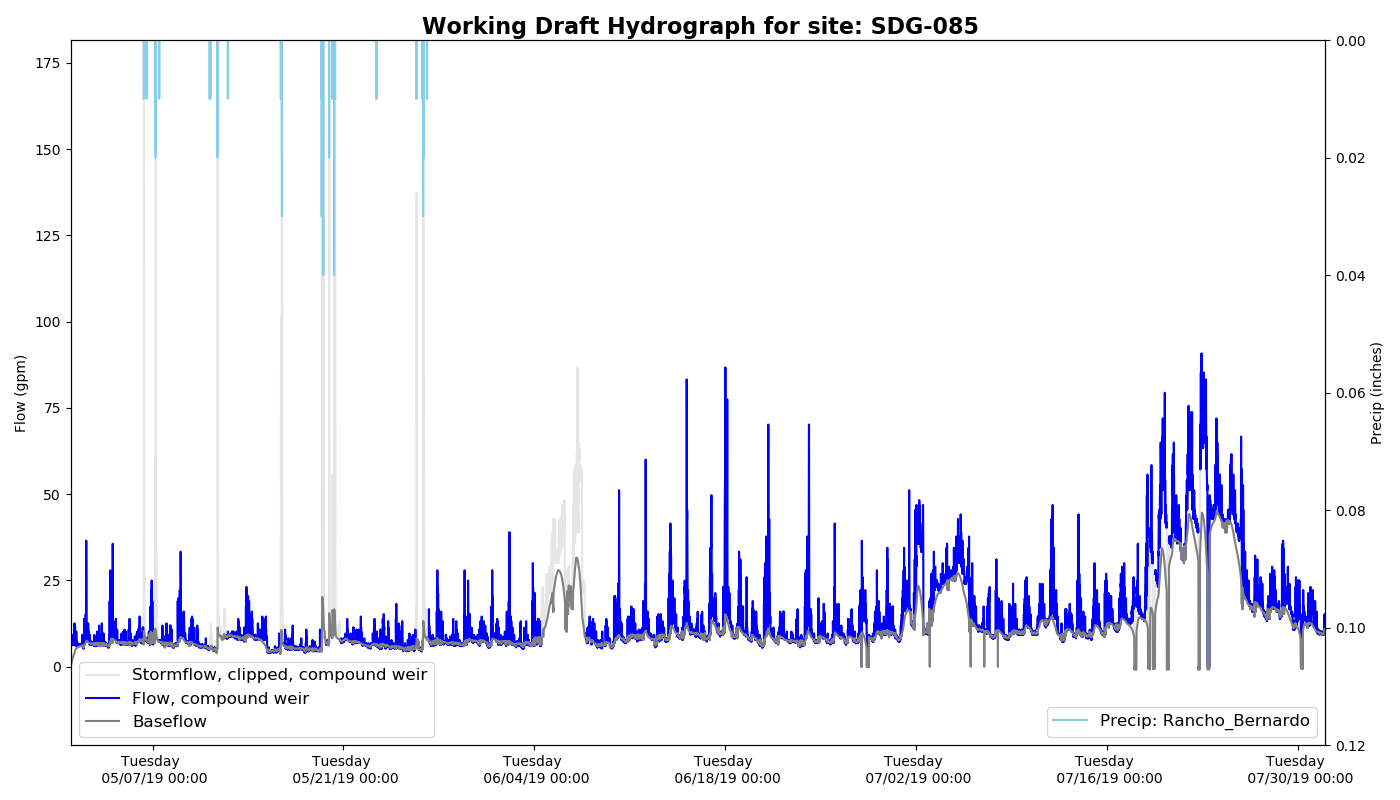 Working Draft Hydrograph for site: SDG-085
175
150
125
100
75
50
25
0
Flow (gpm)
0.00
0.02
0.04
0.06
0.08
0.10
0.12
Precip (inches)
Stormflow, clipped, compound weir
Flow, compound weir
Baseflow
Precip: Rancho_Bernardo
Tuesday
05/07/19 00:00
Tuesday
05/21/19 00:00
Tuesday
06/04/19 00:00
Tuesday
06/18/19 00:00
Tuesday
07/02/19 00:00
Tuesday
07/16/19 00:00
Tuesday
07/30/19 00:00